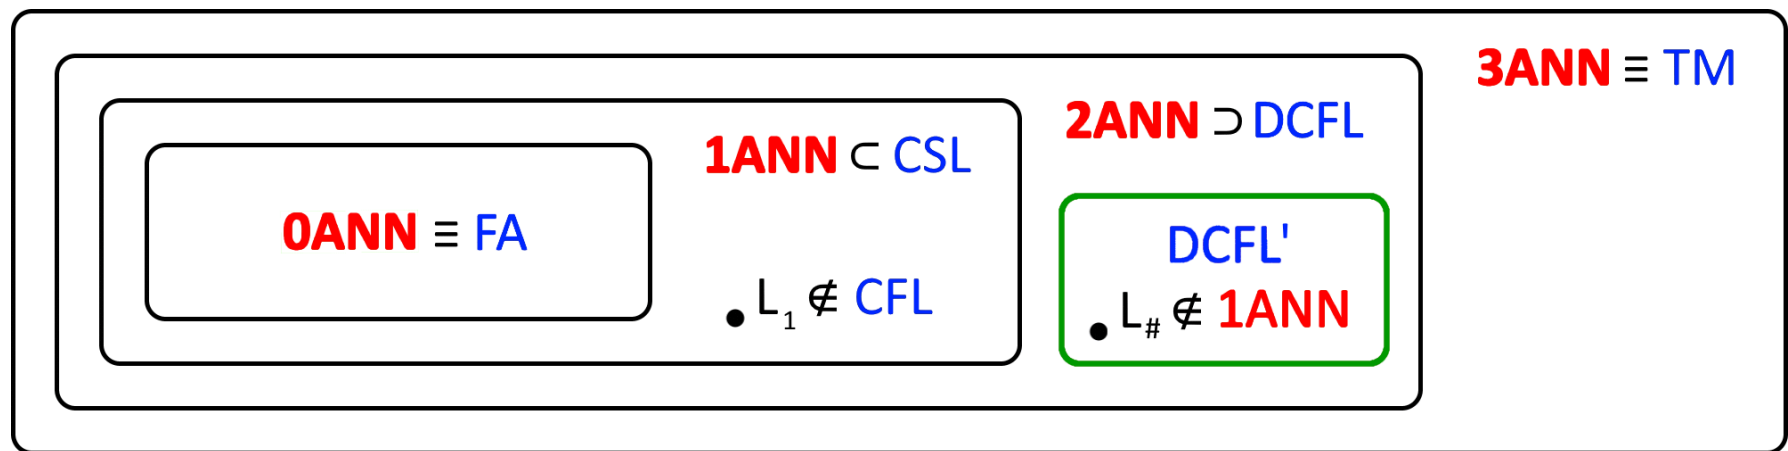 3ANN ≡ TM
2ANN ⊃ DCFL
1ANN ⊂ CSL
0ANN ≡ FA
DCFL'
L₁ ∉ CFL
L# ∉ 1ANN